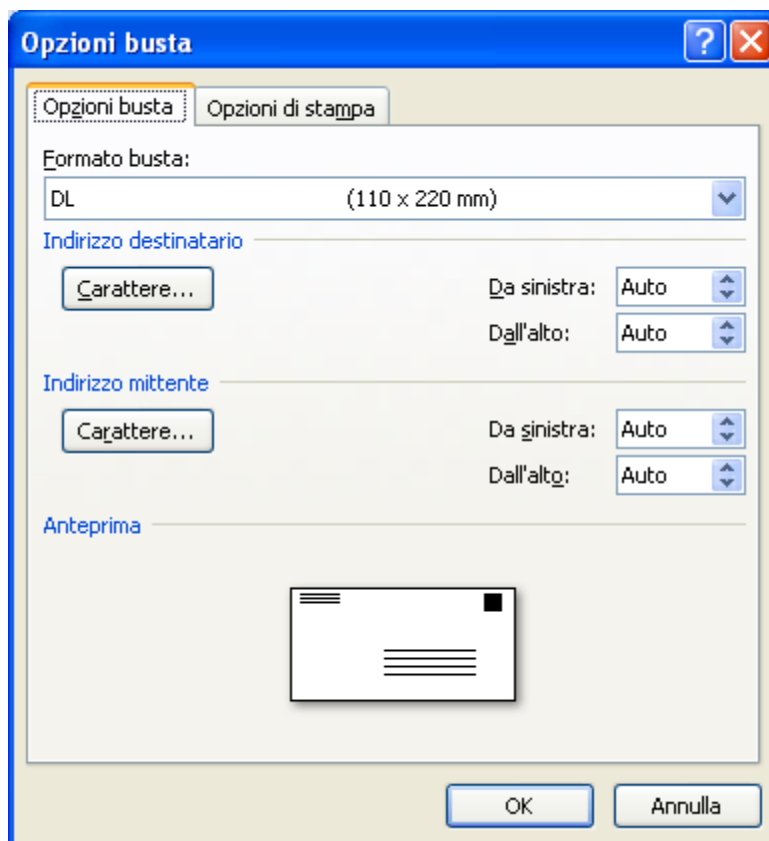 Opzioni busta
Opzioni busta Opzioni di stampa
Formato busta:
DL (110 x 220 mm)
Indirizzo destinatario
Carattere... Da sinistra: Auto
Dall'alto: Auto
Indirizzo mittente
Carattere... Da sinistra: Auto
Dall'alto: Auto
Anteprima
OK Annulla